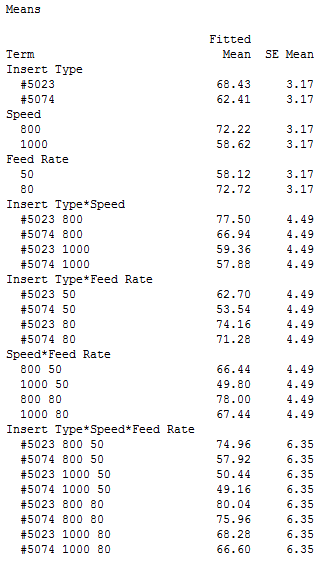 Means
Fitted
Term Mean SE Mean
Insert Type
#5023 68.43 3.17
#5074 62.41 3.17
Speed
800 72.22 3.17
1000 58.62 3.17
Feed Rate
50 58.12 3.17
80 72.72 3.17
Insert Type*Speed
#5023 800 77.50 4.49
#5074 800 66.94 4.49
#5023 1000 59.36 4.49
#5074 1000 57.88 4.49
Insert Type*Feed Rate
#5023 50 62.70 4.49
#5074 50 53.54 4.49
#5023 80 74.16 4.49
#5074 80 71.28 4.49
Speed*Feed Rate
800 50 66.44 4.49
1000 50 49.80 4.49
800 80 78.00 4.49
1000 80 67.44 4.49
Insert Type*Speed*Feed Rate
#5023 800 50 74.96 6.35
#5074 800 50 57.92 6.35
#5023 1000 50 50.44 6.35
#5074 1000 50 49.16 6.35
#5023 800 80 80.04 6.35
#5074 800 80 75.96 6.35
#5023 1000 80 68.28 6.35
#5074 1000 80 66.60 6.35